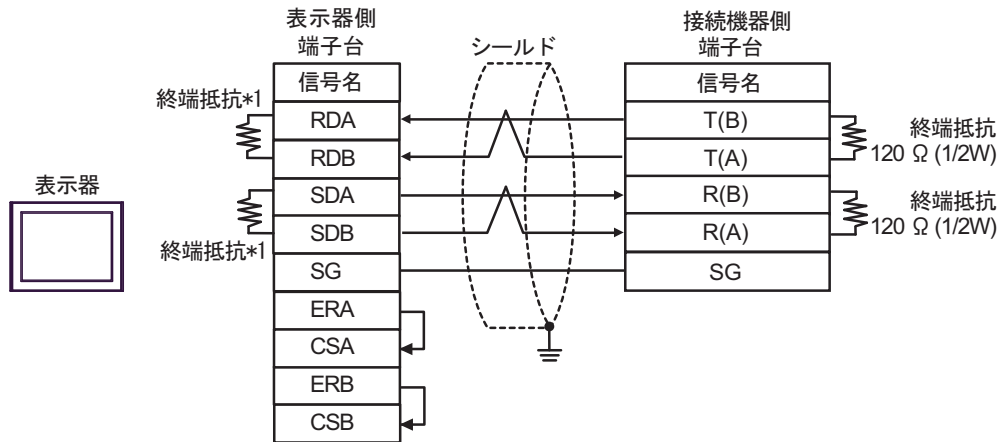 表示器
表示器側
端子台
信号名
RDA
RDB
SDA
SDB
SG
ERA
CSA
ERB
CSB
終端抵抗*1
終端抵抗*1
シールド
接続機器側
端子台
信号名
T(B)
T(A)
R(B)
R(A)
SG
終端抵抗
120 Ω (1/2W)
終端抵抗
120 Ω (1/2W)